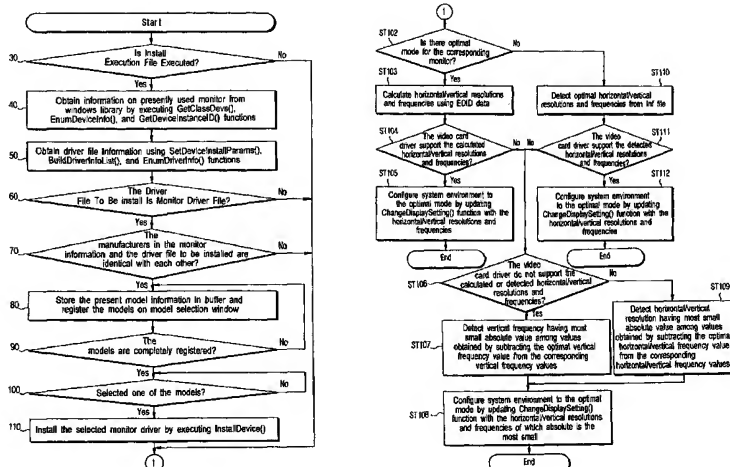 Start
30
Is Install
Execution File Executed?
No
Yes
40
Obtain information on presently used monitor from
windows library by executing GetClassDevs(),
EnumDeviceInfo(), and GetDeviceInstanceID() functions
50
Obtain driver file Information using SetDeviceInstallParams(),
BuildDriverInfoList(), and EnumDriverInfo() functions
60
The Driver
File To Be install Is Monitor Driver File?
No
Yes
70
The
manufacturers in the monitor
information and the driver file to be installed are
identical with each other?
No
Yes
80
Store the present model information in buffer and
register the models on model selection window
90
The
models are completely registered?
No
Yes
100
Selected one of the models?
No
Yes
110
Install the selected monitor driver by executing InstallDevice()
1
1
ST102
Is there optimal
mode for the corresponding
monitor?
No
Yes
ST103
Calculate horizontal/vertical resolutions
and frequencies using EDID data
ST110
Detect optimal horizontal/vertical
resolutions and frequencies from Inf file
ST104
The video card
driver support the calculated
horizontal/vertical resolutions
and frequencies?
No
Yes
ST111
The video
card driver support the detected
horizontal/vertical resolutions
and frequencies?
No
Yes
ST105
Configure system environment to
the optimal mode by updating
ChangeDisplaySetting() function with the
horizontal/vertical resolutions and
frequencies
End
ST112
Configure system environment to
the optimal mode by updating
ChangeDisplaySetting() function with the
horizontal/vertical resolutions and
frequencies
End
ST106
The video
card driver do not support the
calculated or detected horizontal/vertical
resolutions and
frequencies?
No
Yes
ST107
Detect vertical frequency having most
small absolute value among values
obtained by subtracting the optimal vertical
frequency value from the corresponding
vertical frequency values
ST109
Detect horizontal/vertical
resolution having most small
absolute value among values
obtained by subtracting the optimal
horizontal/vertical frequency value
from the corresponding
horizontal/vertical frequency values
ST108
Configure system environment to the optimal
mode by updating ChangeDisplaySetting()
function with the horizontal/vertical resolutions
and frequencies of which absolute is the
most small
End